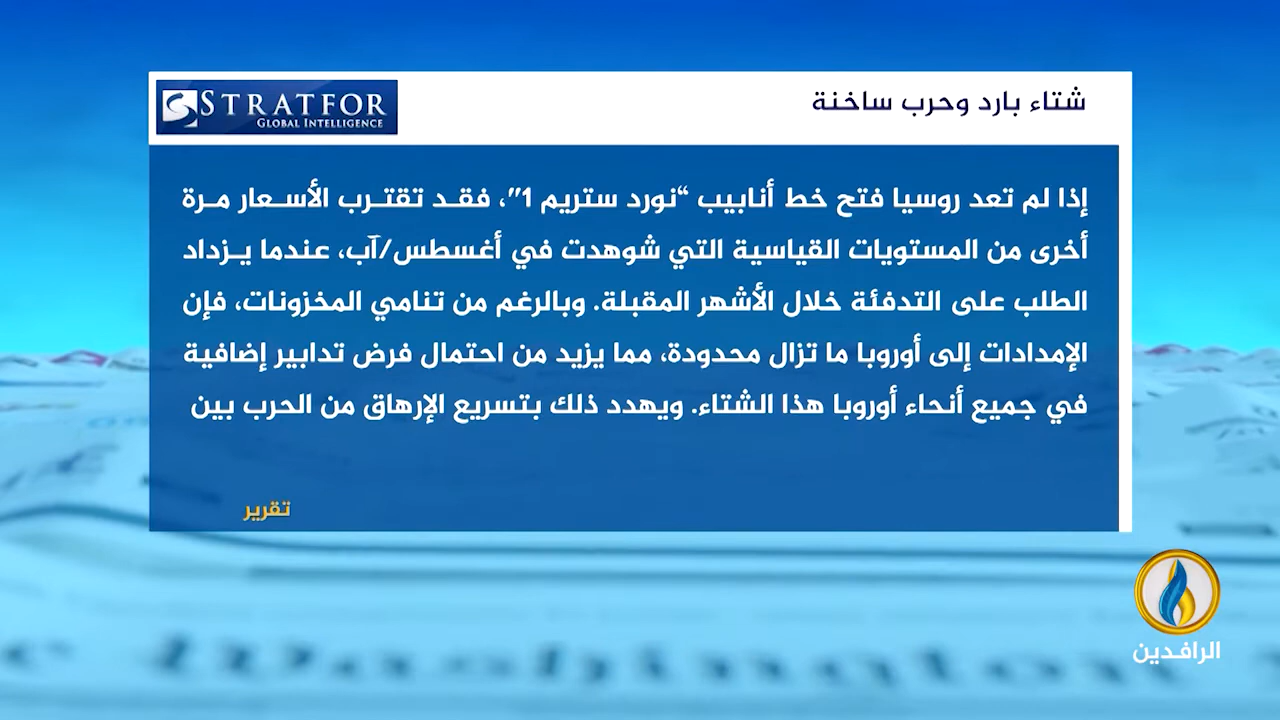 STRATFOR
GLOBAL INTELLIGENCE
شتاء بارد وحرب ساخنة
إذا لم تعد روسيا فتح خط أنابيب “نورد ستريم 1”، فقد تقترب الأسعار مرة
أخرى من المستويات القياسية التي شوهدت في أغسطس/آب، عندما يزداد
الطلب على التدفئة خلال الأشهر المقبلة. وبالرغم من تنامي المخزونات، فإن
الإمدادات إلى أوروبا ما تزال محدودة، مما يزيد من احتمال فرض تدابير إضافية
في جميع أنحاء أوروبا هذا الشتاء. ويهدد ذلك بتسريع الإرهاق من الحرب بين
تقرير
الرافدين